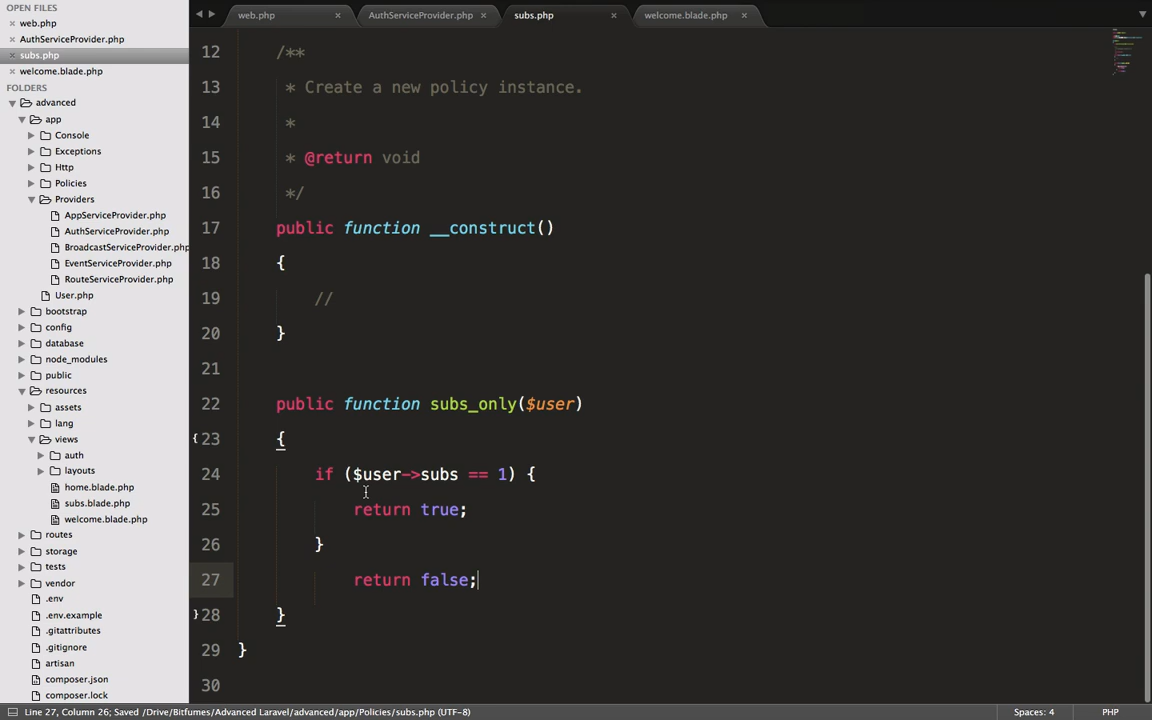 OPEN FILES
× web.php
× AuthServiceProvider.php
× subs.php
× welcome.blade.php
FOLDERS
advanced
app
Console
Exceptions
Http
Policies
Providers
AppServiceProvider.php
AuthServiceProvider.php
BroadcastServiceProvider.php
EventServiceProvider.php
RouteServiceProvider.php
User.php
bootstrap
config
database
node_modules
public
resources
assets
lang
views
auth
layouts
home.blade.php
subs.blade.php
welcome.blade.php
routes
storage
tests
vendor
.env
.env.example
.gitattributes
.gitignore
artisan
composer.json
composer.lock
web.php × AuthServiceProvider.php × subs.php × welcome.blade.php ×
12 /**
13 * Create a new policy instance.
14 *
15 * @return void
16 */
17 public function __construct()
18 {
19 //
20 }
21
22 public function subs_only($user)
{ 23 {
24 if ($user->subs == 1) {
25 return true;
26 }
27 return false;
} 28 }
29 }
30
Line 27, Column 26; Saved /Drive/Bitfumes/Advanced Laravel/advanced/app/Policies/subs.php (UTF-8) Spaces: 4 PHP